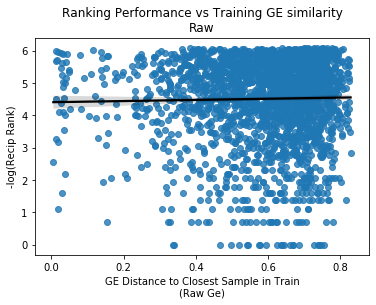 Ranking Performance vs Training GE similarity
Raw
6
5
4
3
2
1
0
-log(Recip Rank)
0.0 0.2 0.4 0.6 0.8
GE Distance to Closest Sample in Train
(Raw Ge)